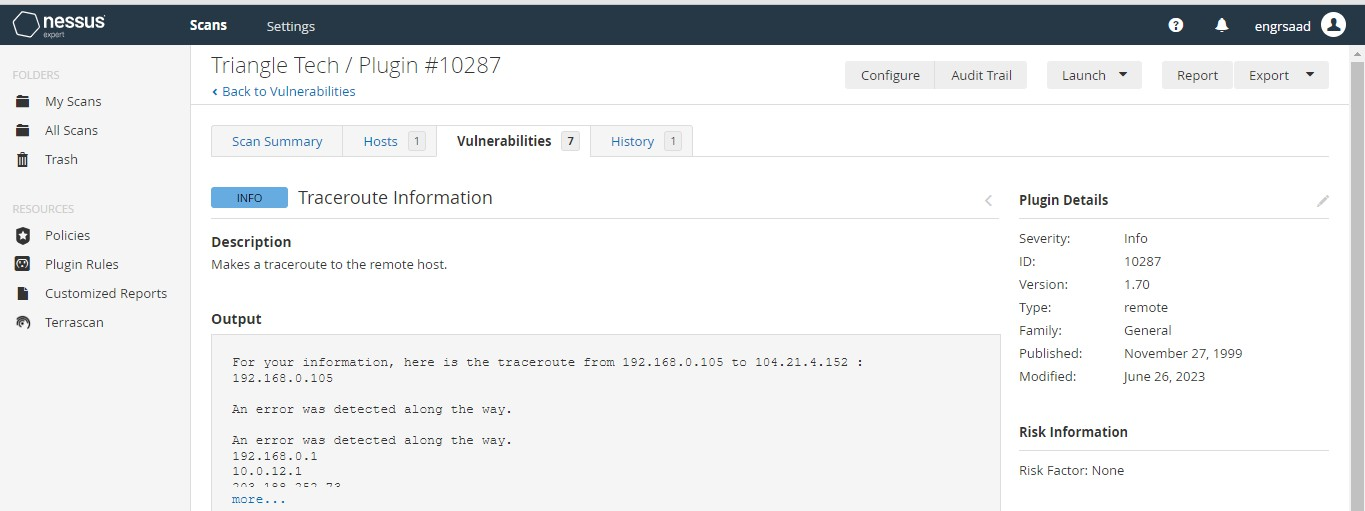 nessus
expert
Scans
Settings
engrsaad
FOLDERS
My Scans
All Scans
Trash
RESOURCES
Policies
Plugin Rules
Customized Reports
Terrascan
Triangle Tech / Plugin #10287
‹ Back to Vulnerabilities
Configure
Audit Trail
Launch
Report
Export
Scan Summary
Hosts 1
Vulnerabilities 7
History 1
INFO
Traceroute Information
Description
Makes a traceroute to the remote host.
Output
For your information, here is the traceroute from 192.168.0.105 to 104.21.4.152 :
192.168.0.105
An error was detected along the way.
An error was detected along the way.
192.168.0.1
10.0.12.1
203.188.252.73
more...
Plugin Details
Severity: Info
ID: 10287
Version: 1.70
Type: remote
Family: General
Published: November 27, 1999
Modified: June 26, 2023
Risk Information
Risk Factor: None